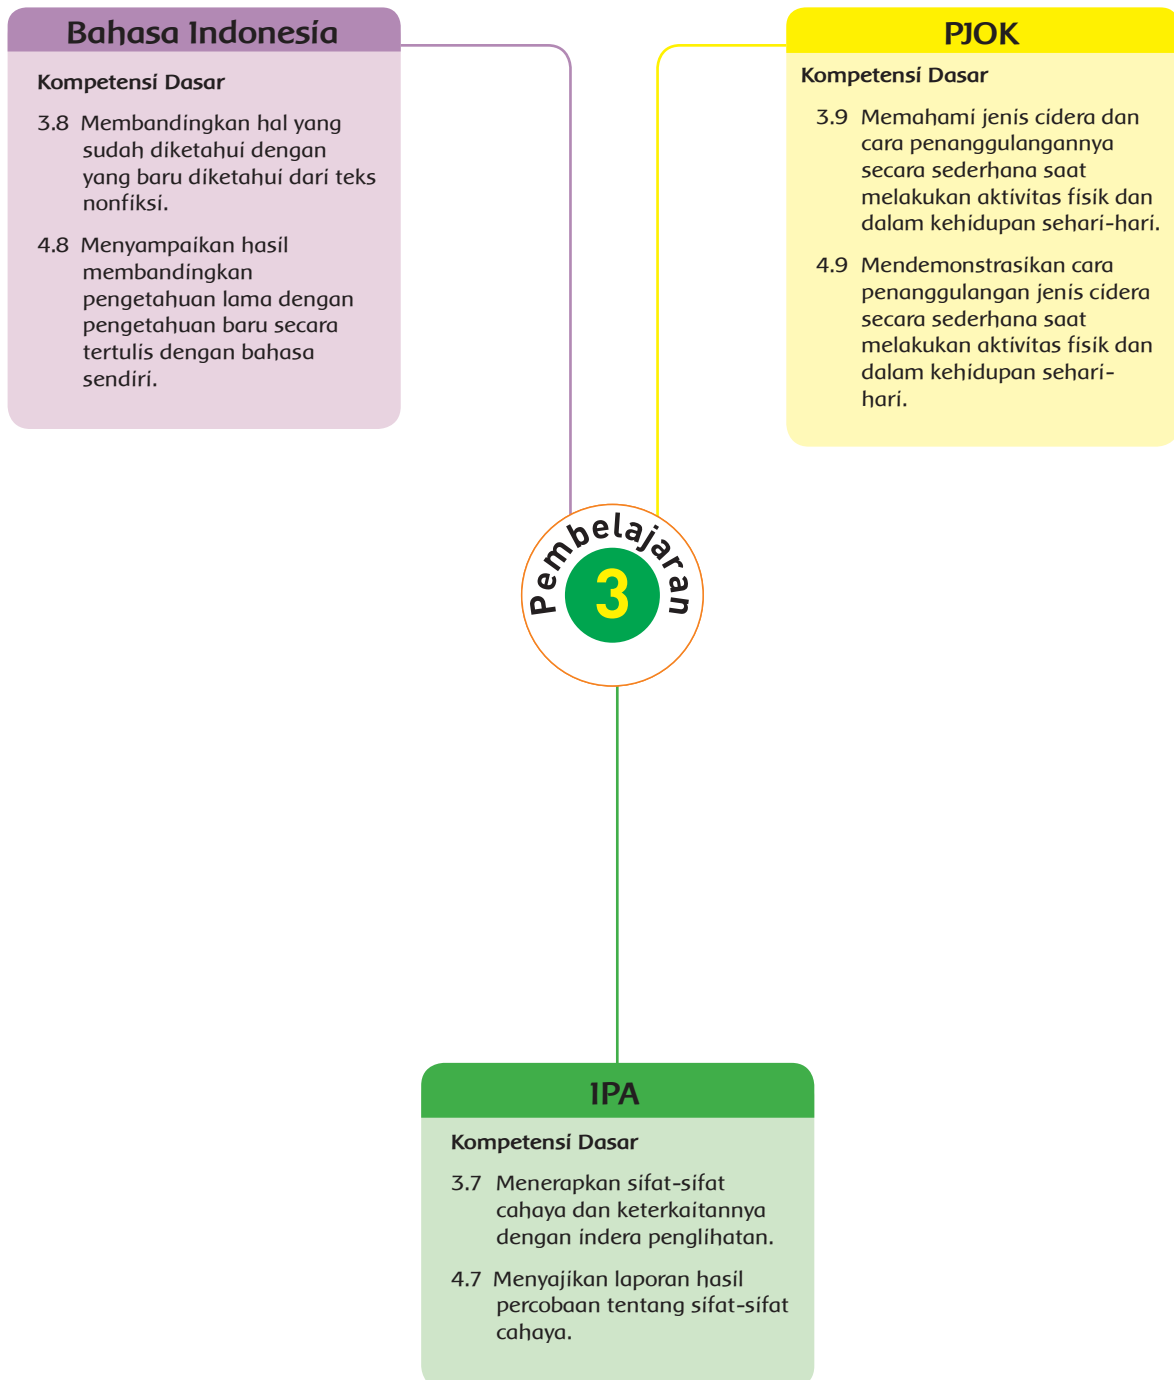 Bahasa Indonesia
Kompetensi Dasar
3.8 Membandingkan hal yang
sudah diketahui dengan
yang baru diketahui dari teks
nonfiksi.
4.8 Menyampaikan hasil
membandingkan
pengetahuan lama dengan
pengetahuan baru secara
tertulis dengan bahasa
sendiri.
PJOK
Kompetensi Dasar
3.9 Memahami jenis cidera dan
cara penanggulangannya
secara sederhana saat
melakukan aktivitas fisik dan
dalam kehidupan sehari-hari.
4.9 Mendemonstrasikan cara
penanggulangan jenis cidera
secara sederhana saat
melakukan aktivitas fisik dan
dalam kehidupan sehari-
hari.
Pembelajaran
3
IPA
Kompetensi Dasar
3.7 Menerapkan sifat-sifat
cahaya dan keterkaitannya
dengan indera penglihatan.
4.7 Menyajikan laporan hasil
percobaan tentang sifat-sifat
cahaya.